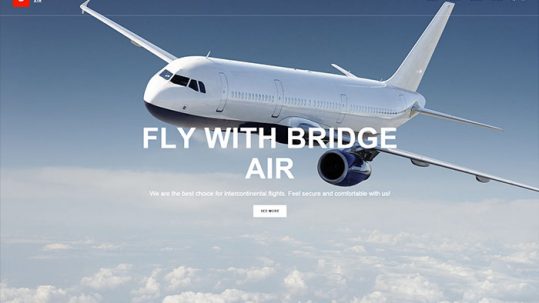 AIR
FLY WITH BRIDGE
AIR
We are the best choice for intercontinental flights. Feel secure and comfortable with us!
SEE MORE